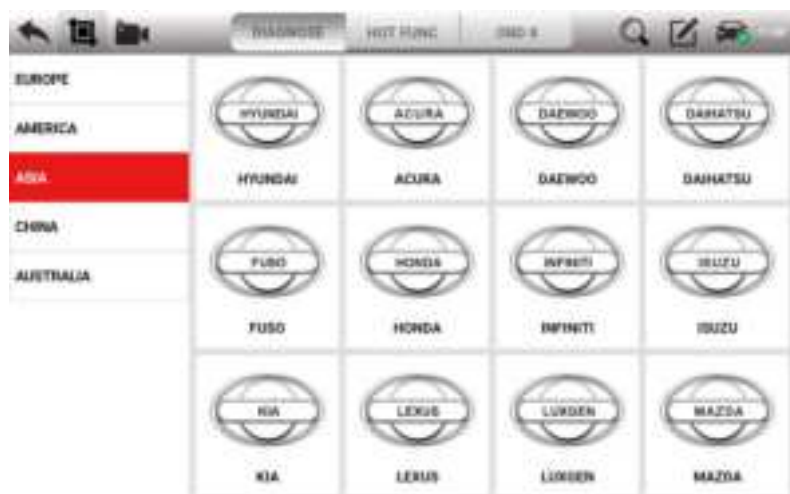 DIAGNOSE HOT FUNC OBD II
EUROPE
AMERICA
ASIA
CHINA
AUSTRALIA
HYUNDAI ACURA DAEWOO DAIHATSU
HYUNDAI ACURA DAEWOO DAIHATSU
FUSO HONDA INFINITI ISUZU
FUSO HONDA INFINITI ISUZU
KIA LEXUS LUXGEN MAZDA
KIA LEXUS LUXGEN MAZDA